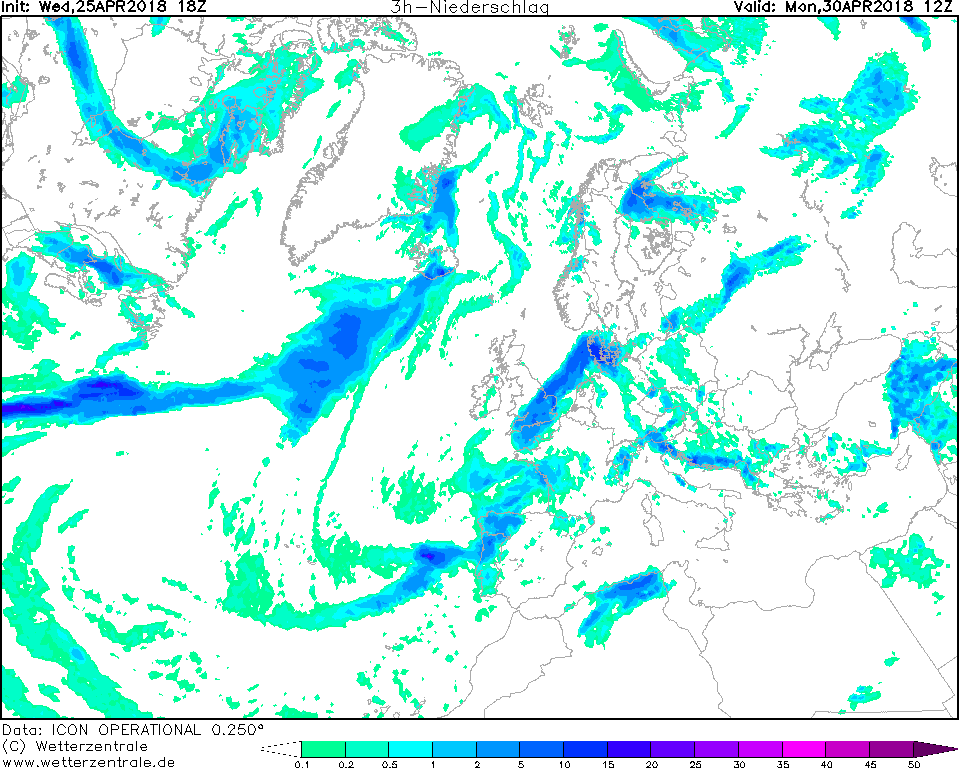 Init: Wed,25APR2018 18Z 3h-Niederschlag Valid: Mon,30APR2018 12Z
Data: ICON OPERATIONAL 0.250°
(C) Wetterzentrale
www.wetterzentrale.de
0.1 0.2 0.5 1 2 5 10 15 20 25 30 35 40 45 50